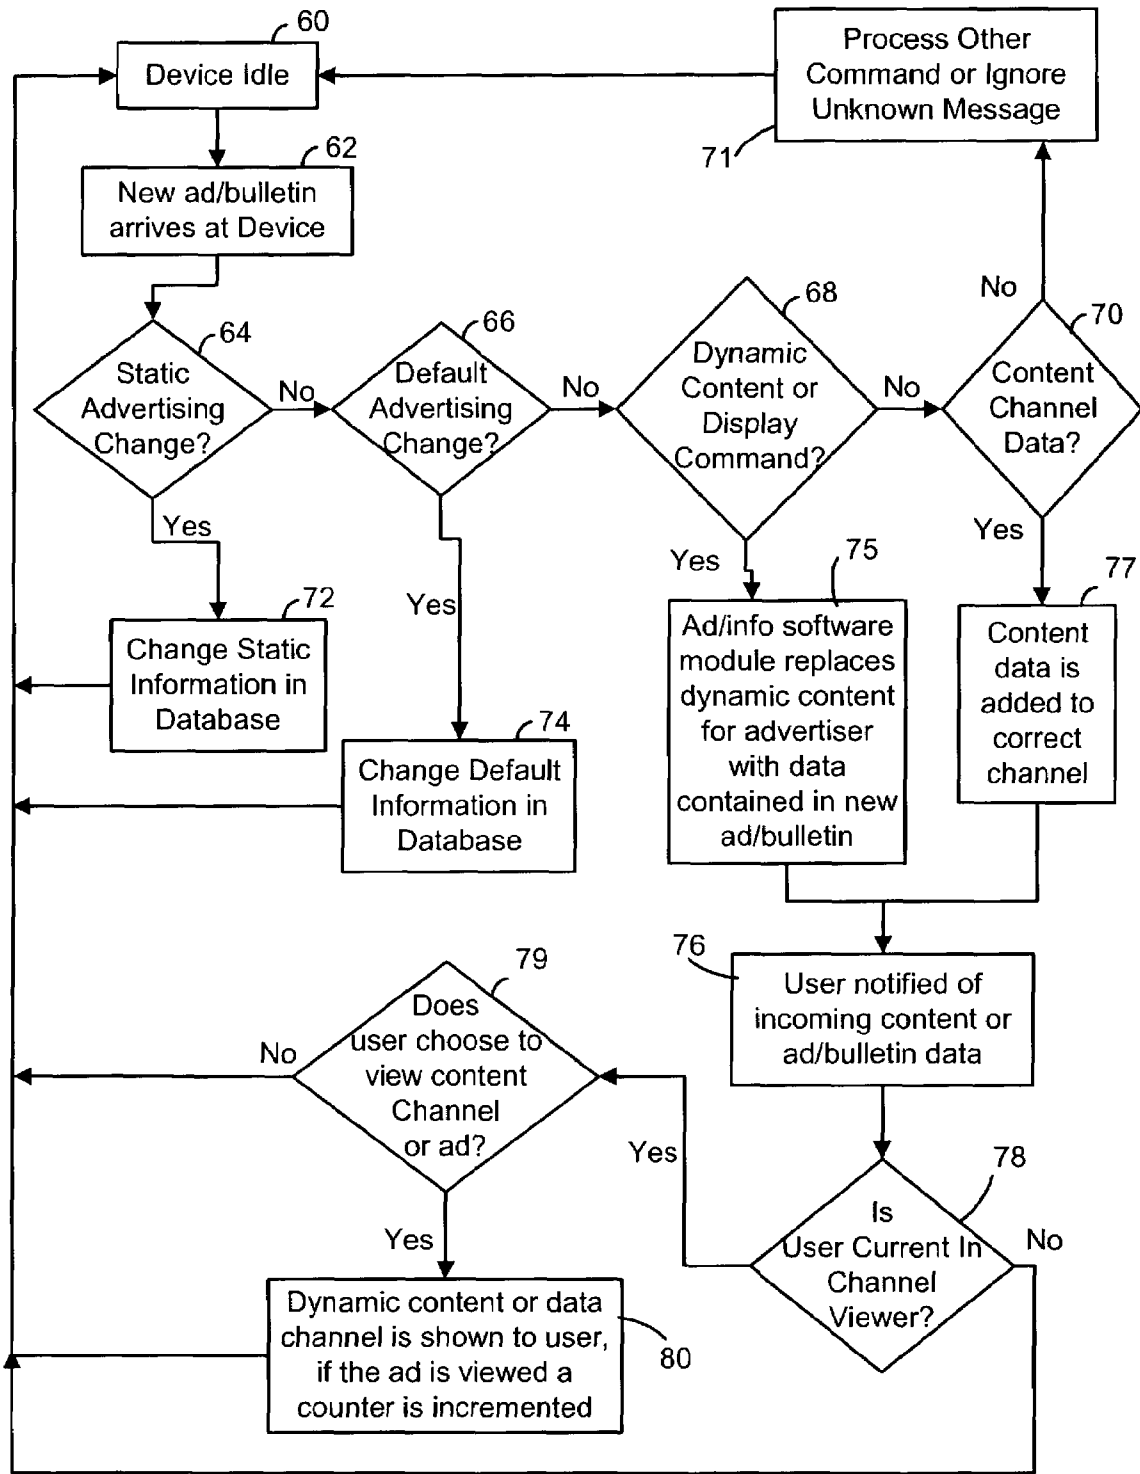 60
Device Idle
Process Other
Command or Ignore
Unknown Message
71
62
New ad/bulletin
arrives at Device
64
Static
Advertising
Change?
No
66
Default
Advertising
Change?
No
68
Dynamic
Content or
Display
Command?
No
No
70
Content
Channel
Data?
Yes
72
Change Static
Information in
Database
Yes
74
Change Default
Information in
Database
Yes
75
Ad/info software
module replaces
dynamic content
for advertiser
with data
contained in new
ad/bulletin
Yes
77
Content
data is
added to
correct
channel
76
User notified of
incoming content or
ad/bulletin data
79
Does
user choose to
view content
Channel
or ad?
No
Yes
78
Is
User Current In
Channel
Viewer?
No
Yes
Dynamic content or data
channel is shown to user,
if the ad is viewed a
counter is incremented
80